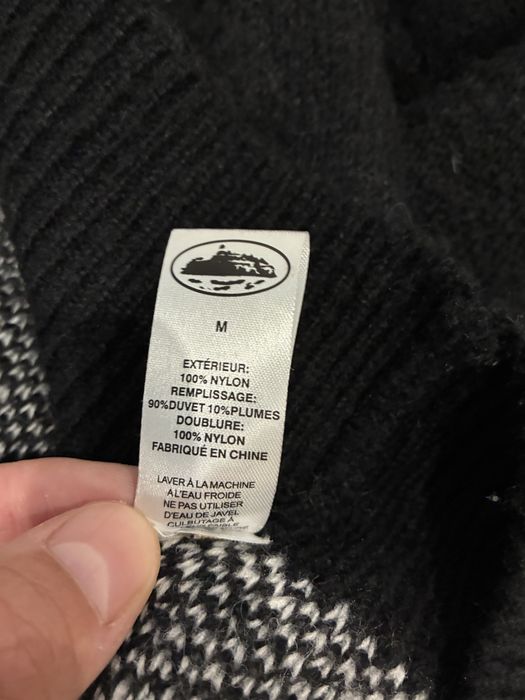 M
EXTÉRIEUR:
100% NYLON
REMPLISSAGE:
90%DUVET 10%PLUMES
DOUBLURE:
100% NYLON
FABRIQUÉ EN CHINE
LAVER À LA MACHINE
À L'EAU FROIDE
NE PAS UTILISER
D'EAU DE JAVEL
CULBUTAGE À